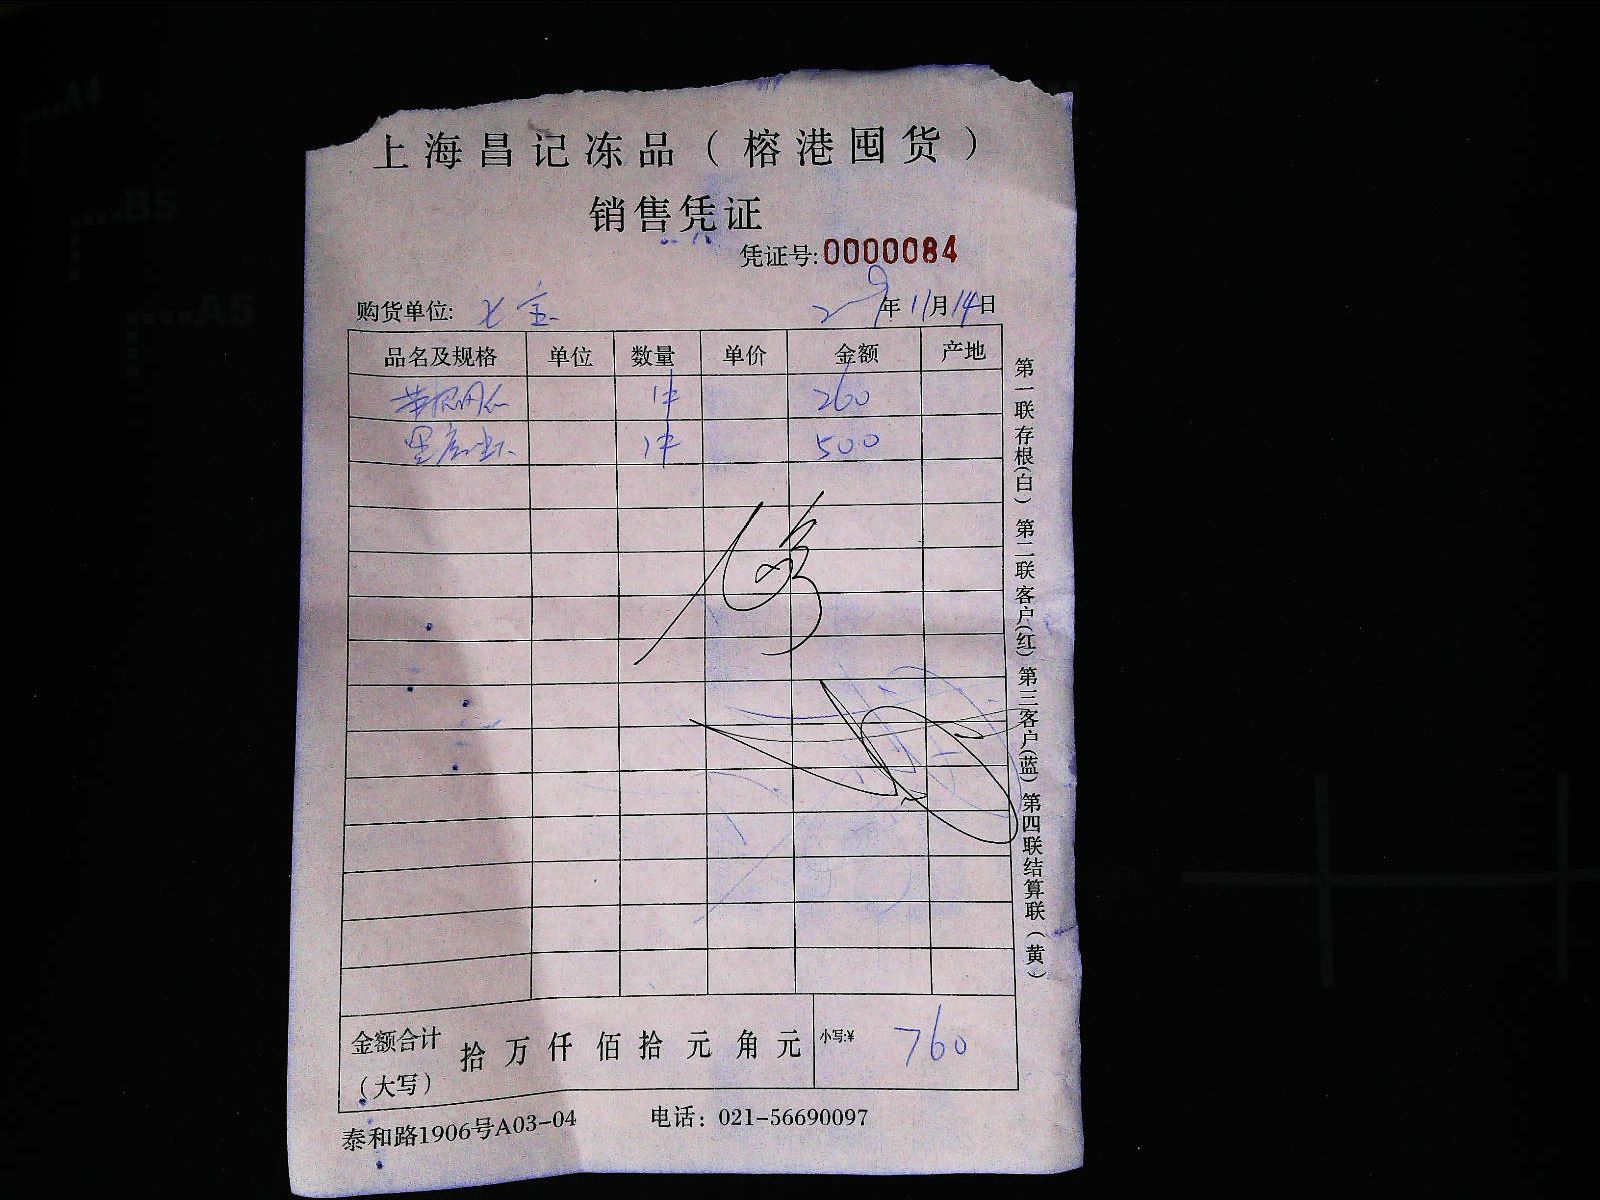 上海昌记冻品（榕港囤货）
销售凭证
凭证号:0000084
购货单位: 七宝 年11月14日
品名及规格 单位 数量 单价 金额 产地
1件 260
1件 500
金额合计（大写） 拾 万 仟 佰 拾 元 角 元 小写:¥ 760
泰和路1906号A03-04 电话：021-56690097
第一联存根(白) 第二联客户(红) 第三客户(蓝) 第四联结算联(黄)
A4
B5
A5